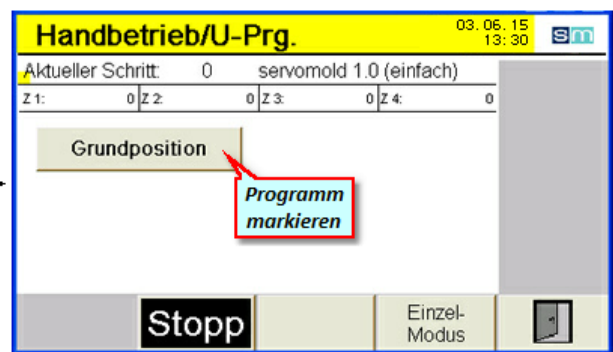 Handbetrieb/U-Prg.
03. 06. 15
13: 30
sm
Aktueller Schritt: 0 servomold 1.0 (einfach)
Z 1: 0 Z 2: 0 Z 3: 0 Z 4: 0
Grundposition
Programm
markieren
Stopp
Einzel-
Modus